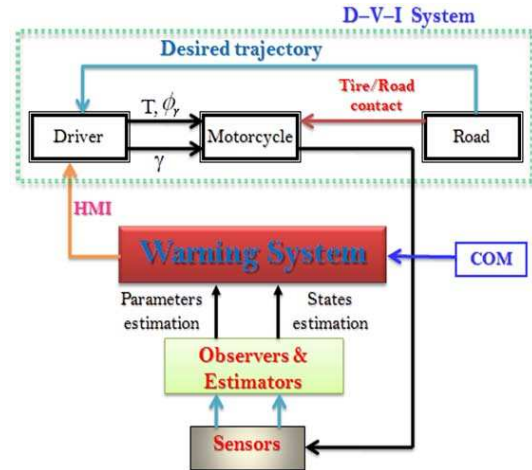 D–V–I System
Desired trajectory
Tire/Road
contact
T, ϕr
Driver
Motorcycle
Road
γ
HMI
Warning System
COM
Parameters
estimation
States
estimation
Observers &
Estimators
Sensors